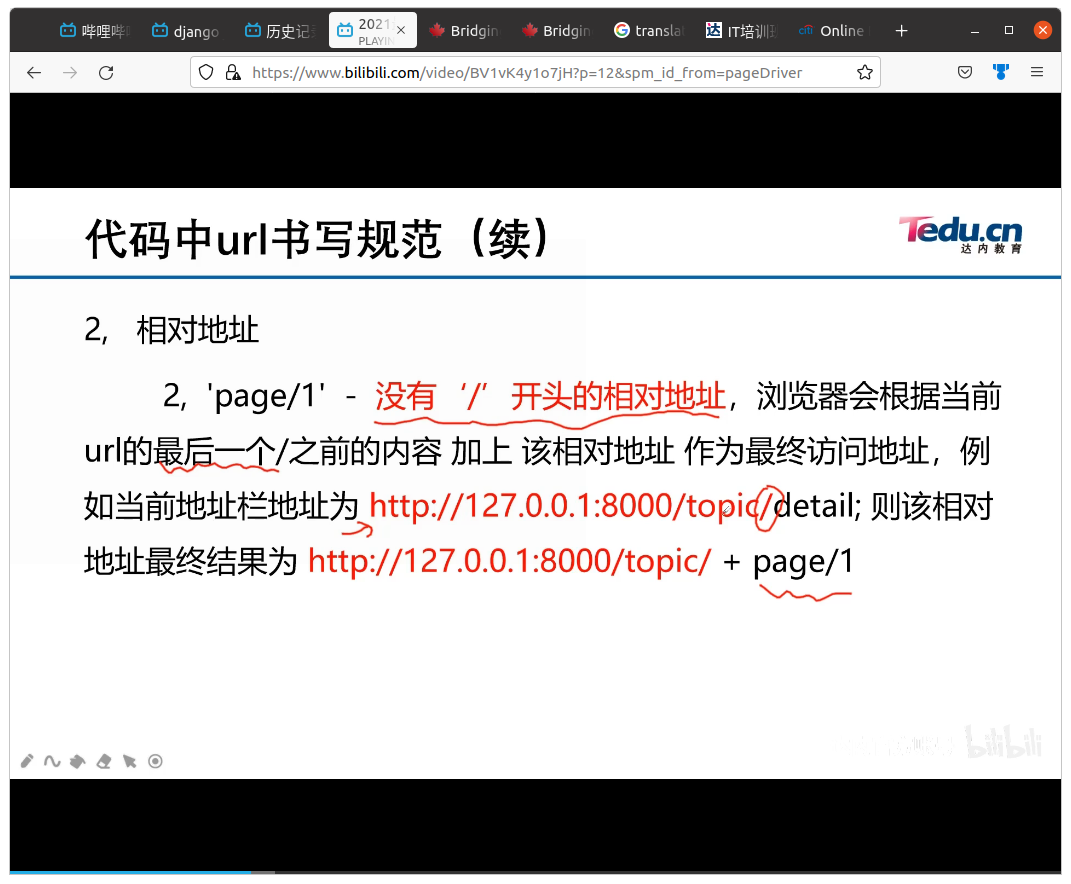 哔哩哔哩
django
历史记
2021
PLAYIN
Bridgin
Bridgin
translat
IT培训班
Online
https://www.bilibili.com/video/BV1vK4y1o7jH?p=12&spm_id_from=pageDriver
代码中url书写规范（续）
Tedu.cn
达内教育
2, 相对地址
2, 'page/1' - 没有‘/’开头的相对地址，浏览器会根据当前
url的最后一个/之前的内容 加上 该相对地址 作为最终访问地址，例
如当前地址栏地址为 http://127.0.0.1:8000/topic/detail; 则该相对
地址最终结果为 http://127.0.0.1:8000/topic/ + page/1
bilibili